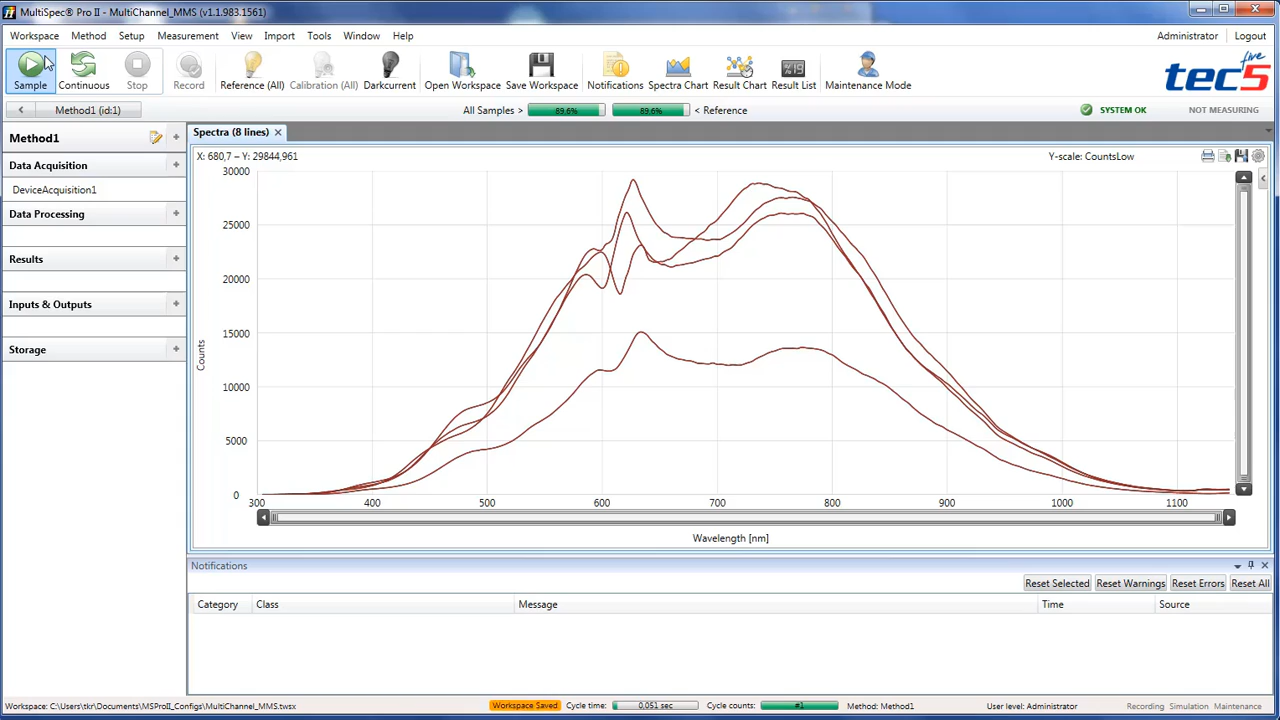 MultiSpec® Pro II - MultiChannel_MMS (v1.1.983.1561)
Workspace Method Setup Measurement View Import Tools Window Help Administrator Logout
Sample Continuous Stop Record Reference (All) Calibration (All) Darkcurrent Open Workspace Save Workspace Notifications Spectra Chart Result Chart Result List Maintenance Mode
%19
tec5 five
Method1 (id:1) All Samples > 89,6% 89,6% < Reference SYSTEM OK NOT MEASURING
Method1
Data Acquisition
DeviceAcquisition1
Data Processing
Results
Inputs & Outputs
Storage
Spectra (8 lines)
X: 680,7 – Y: 29844,961 Y-scale: CountsLow
30000
25000
20000
15000
10000
5000
0
Counts
300 400 500 600 700 800 900 1000 1100
Wavelength [nm]
Notifications
Reset Selected Reset Warnings Reset Errors Reset All
Category Class Message Time Source
Workspace: C:\Users\tkr\Documents\MSProII_Configs\MultiChannel_MMS.twsx Workspace Saved Cycle time: 0.051 sec Cycle counts: #1 Method: Method1 User level: Administrator Recording Simulation Maintenance